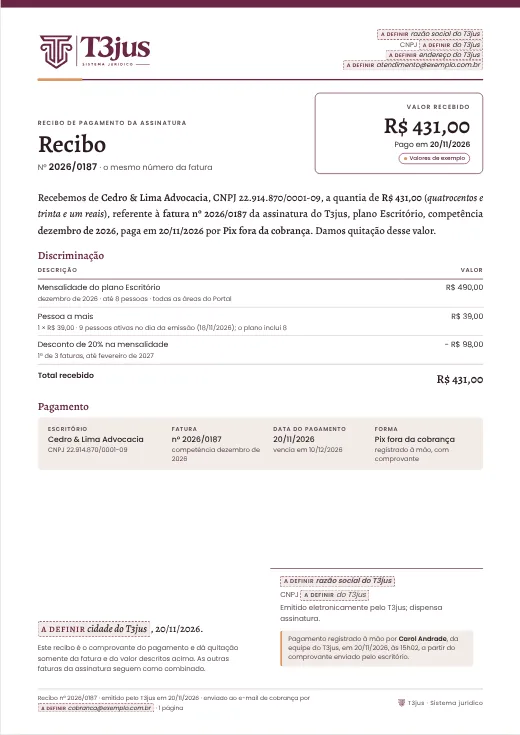 T3jus
SISTEMA JURÍDICO
A DEFINIR razão social do T3jus
CNPJ A DEFINIR do T3jus
A DEFINIR endereço do T3jus
A DEFINIR atendimento@exemplo.com.br
RECIBO DE PAGAMENTO DA ASSINATURA
Recibo
Nº 2026/0187 · o mesmo número da fatura
VALOR RECEBIDO
R$ 431,00
Pago em 20/11/2026
Valores de exemplo
Recebemos de Cedro & Lima Advocacia, CNPJ 22.914.870/0001-09, a quantia de R$ 431,00 (quatrocentos e
trinta e um reais), referente à fatura nº 2026/0187 da assinatura do T3jus, plano Escritório, competência
dezembro de 2026, paga em 20/11/2026 por Pix fora da cobrança. Damos quitação desse valor.
Discriminação
DESCRIÇÃO VALOR
Mensalidade do plano Escritório R$ 490,00
dezembro de 2026 · até 8 pessoas · todas as áreas do Portal
Pessoa a mais R$ 39,00
1 × R$ 39,00 · 9 pessoas ativas no dia da emissão (18/11/2026); o plano inclui 8
Desconto de 20% na mensalidade − R$ 98,00
1ª de 3 faturas, até fevereiro de 2027
Total recebido R$ 431,00
Pagamento
ESCRITÓRIO FATURA DATA DO PAGAMENTO FORMA
Cedro & Lima Advocacia nº 2026/0187 20/11/2026 Pix fora da cobrança
CNPJ 22.914.870/0001-09 competência dezembro de vencia em 10/12/2026 registrado à mão, com
2026 comprovante
A DEFINIR cidade do T3jus , 20/11/2026.
Este recibo é o comprovante do pagamento e dá quitação
somente da fatura e do valor descritos acima. As outras
faturas da assinatura seguem como combinado.
A DEFINIR razão social do T3jus
CNPJ A DEFINIR do T3jus
Emitido eletronicamente pelo T3jus; dispensa
assinatura.
Pagamento registrado à mão por Carol Andrade, da
equipe do T3jus, em 20/11/2026, às 15h02, a partir do
comprovante enviado pelo escritório.
Recibo nº 2026/0187 · emitido pelo T3jus em 20/11/2026 · enviado ao e-mail de cobrança por
A DEFINIR cobranca@exemplo.com.br · 1 página
T3jus · Sistema jurídico